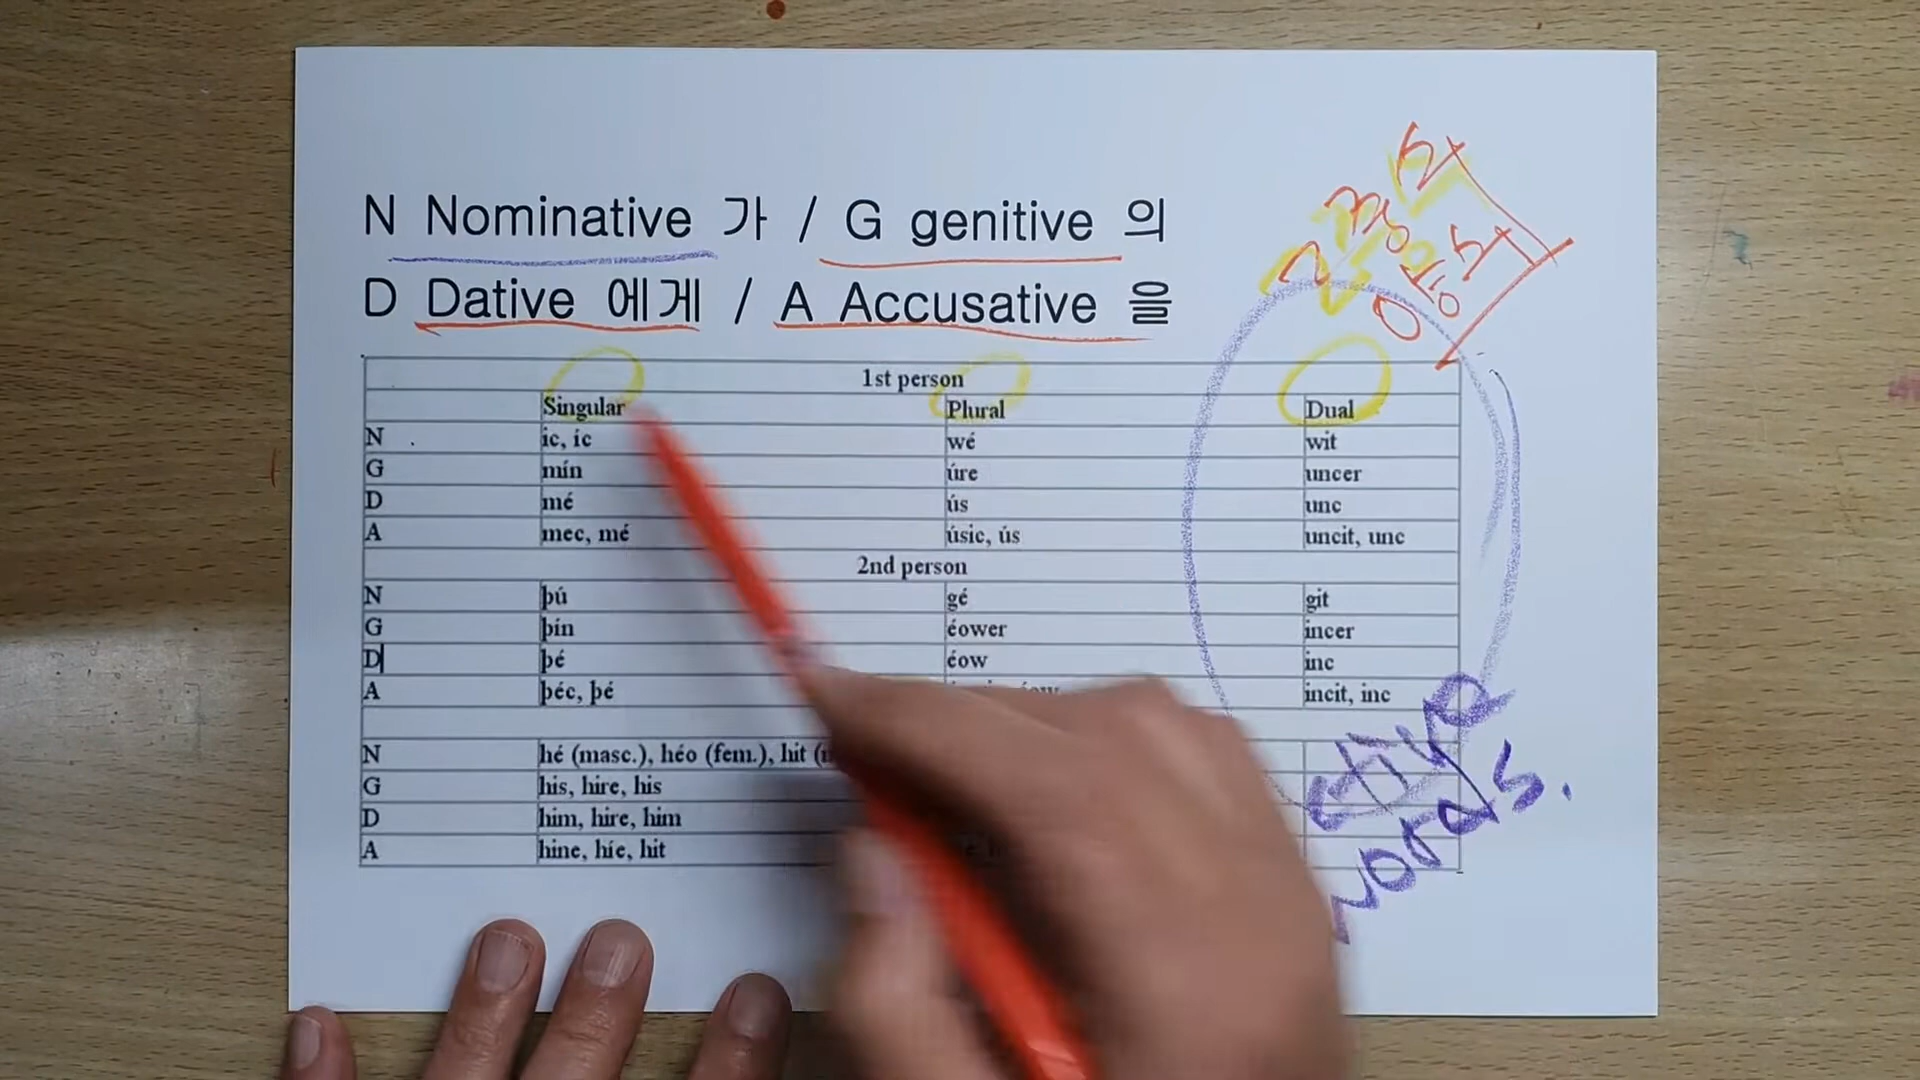 N Nominative 가 / G genitive 의
D Dative 에게 / A Accusative 을
1st person
Singular Plural Dual
N ic, íc wé wit
G mín úre uncer
D mé ús unc
A mec, mé úsic, ús uncit, unc
2nd person
N þú gé git
G þín éower incer
D þé éow inc
A þéc, þé incit, inc
N hé (masc.), héo (fem.), hit
G his, hire, his
D him, hire, him
A hine, híe, hit
words.